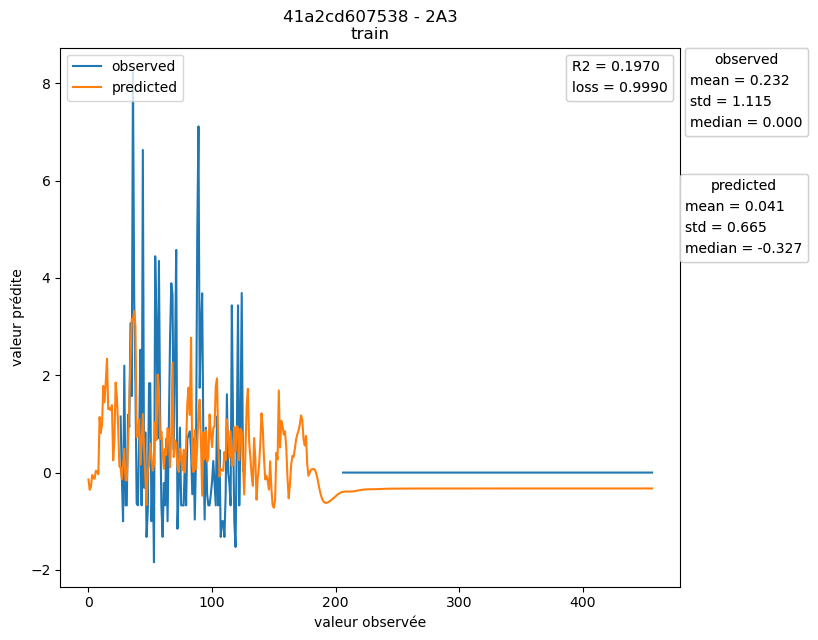 41a2cd607538 - 2A3
train
observed
predicted
R2 = 0.1970
loss = 0.9990
observed
mean = 0.232
std = 1.115
median = 0.000
predicted
mean = 0.041
std = 0.665
median = -0.327
valeur prédite
8
6
4
2
0
−2
0
100
200
300
400
valeur observée